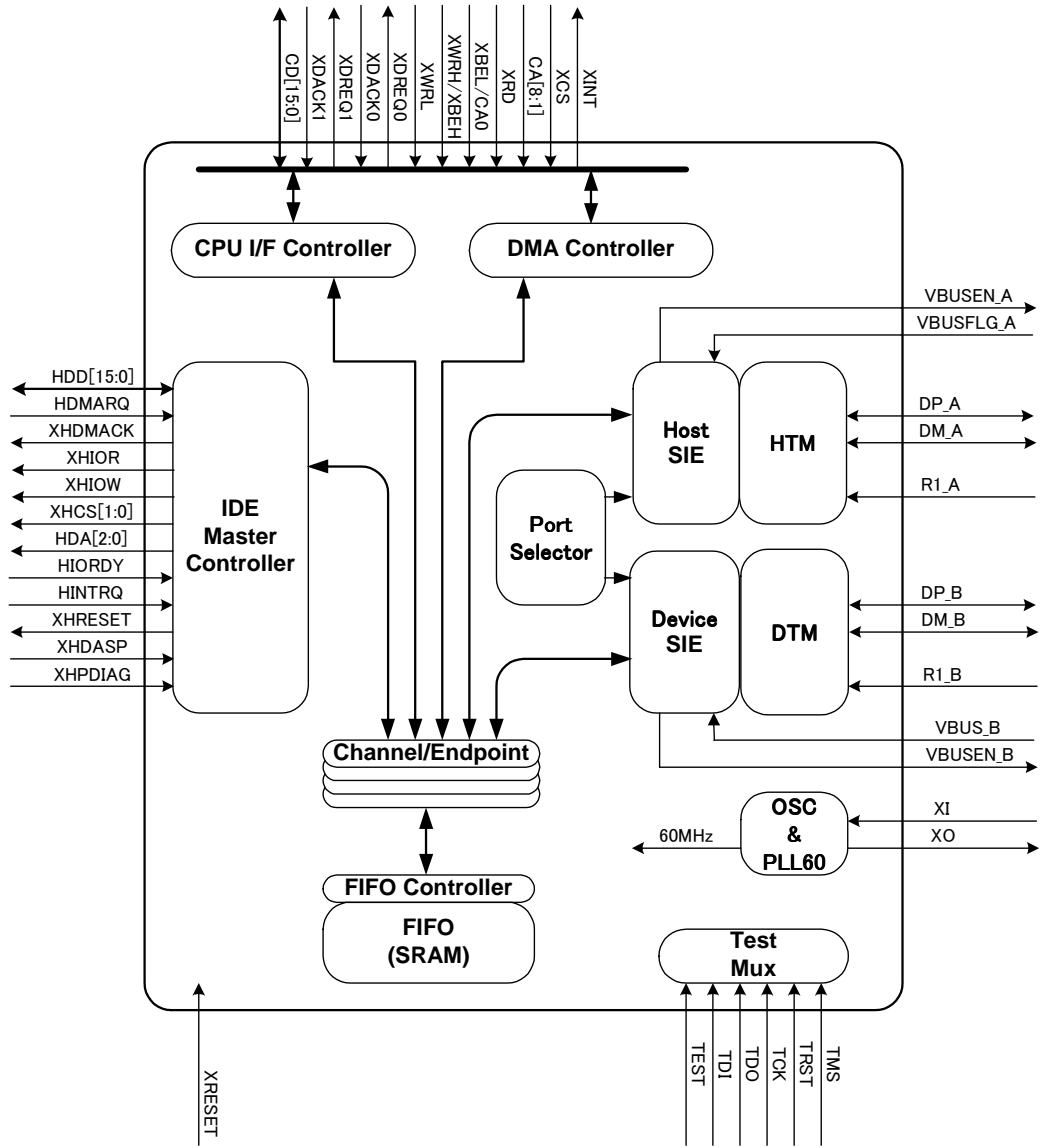 CD[15:0]
XDACK1
XDREQ1
XDACK0
XDREQ0
XWRL
XWRH/XBEH
XBEL/CA0
XRD
CA[8:1]
XCS
XINT
CPU I/F Controller
DMA Controller
VBUSEN_A
VBUSFLG_A
HDD[15:0]
HDMARQ
XHDMACK
XHIOR
XHIOW
XHCS[1:0]
HDA[2:0]
HIORDY
HINTRQ
XHRESET
XHDASP
XHPDIAG
IDE
Master
Controller
Host
SIE
HTM
DP_A
DM_A
R1_A
Port
Selector
Device
SIE
DTM
DP_B
DM_B
R1_B
VBUS_B
VBUSEN_B
Channel/Endpoint
60MHz
OSC
&
PLL60
XI
XO
FIFO Controller
FIFO
(SRAM)
Test
Mux
XRESET
TEST
TDI
TDO
TCK
TRST
TMS